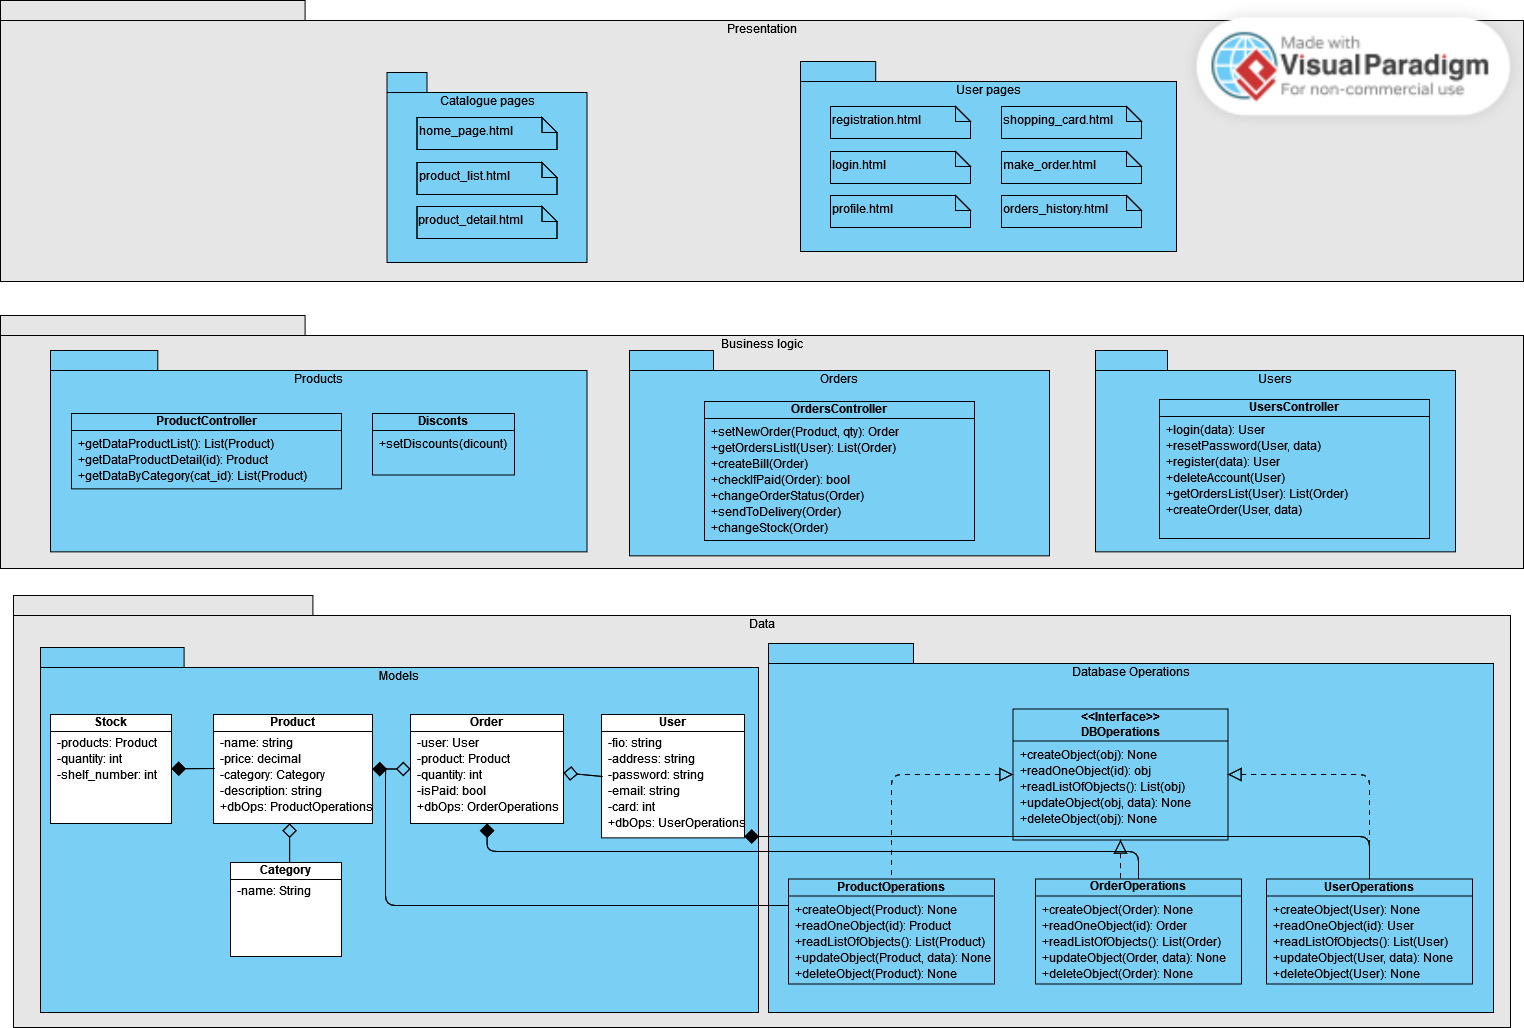 Presentation
Made with
Visual Paradigm
For non-commercial use
Catalogue pages
home_page.html
product_list.html
product_detail.html
User pages
registration.html
shopping_card.html
login.html
make_order.html
profile.html
orders_history.html
Business logic
Products
ProductController
+getDataProductList(): List(Product)
+getDataProductDetail(id): Product
+getDataByCategory(cat_id): List(Product)
Disconts
+setDiscounts(dicount)
Orders
OrdersController
+setNewOrder(Product, qty): Order
+getOrdersListl(User): List(Order)
+createBill(Order)
+checkIfPaid(Order): bool
+changeOrderStatus(Order)
+sendToDelivery(Order)
+changeStock(Order)
Users
UsersController
+login(data): User
+resetPassword(User, data)
+register(data): User
+deleteAccount(User)
+getOrdersList(User): List(Order)
+createOrder(User, data)
Data
Models
Stock
-products: Product
-quantity: int
-shelf_number: int
Product
-name: string
-price: decimal
-category: Category
-description: string
+dbOps: ProductOperations
Order
-user: User
-product: Product
-quantity: int
-isPaid: bool
+dbOps: OrderOperations
User
-fio: string
-address: string
-password: string
-email: string
-card: int
+dbOps: UserOperations
Category
-name: String
Database Operations
<<Interface>>
DBOperations
+createObject(obj): None
+readOneObject(id): obj
+readListOfObjects(): List(obj)
+updateObject(obj, data): None
+deleteObject(obj): None
ProductOperations
+createObject(Product): None
+readOneObject(id): Product
+readListOfObjects(): List(Product)
+updateObject(Product, data): None
+deleteObject(Product): None
OrderOperations
+createObject(Order): None
+readOneObject(id): Order
+readListOfObjects(): List(Order)
+updateObject(Order, data): None
+deleteObject(Order): None
UserOperations
+createObject(User): None
+readOneObject(id): User
+readListOfObjects(): List(User)
+updateObject(User, data): None
+deleteObject(User): None